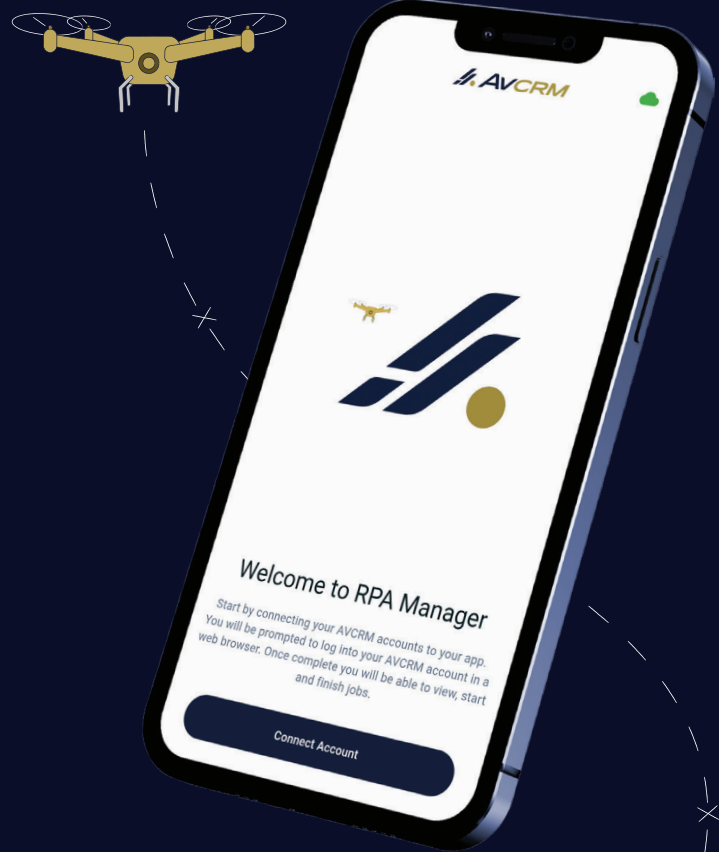 AVCRM
Welcome to RPA Manager
Start by connecting your AVCRM accounts to your app.
You will be prompted to log into your AVCRM account in a
web browser. Once complete you will be able to view, start
and finish jobs.
Connect Account